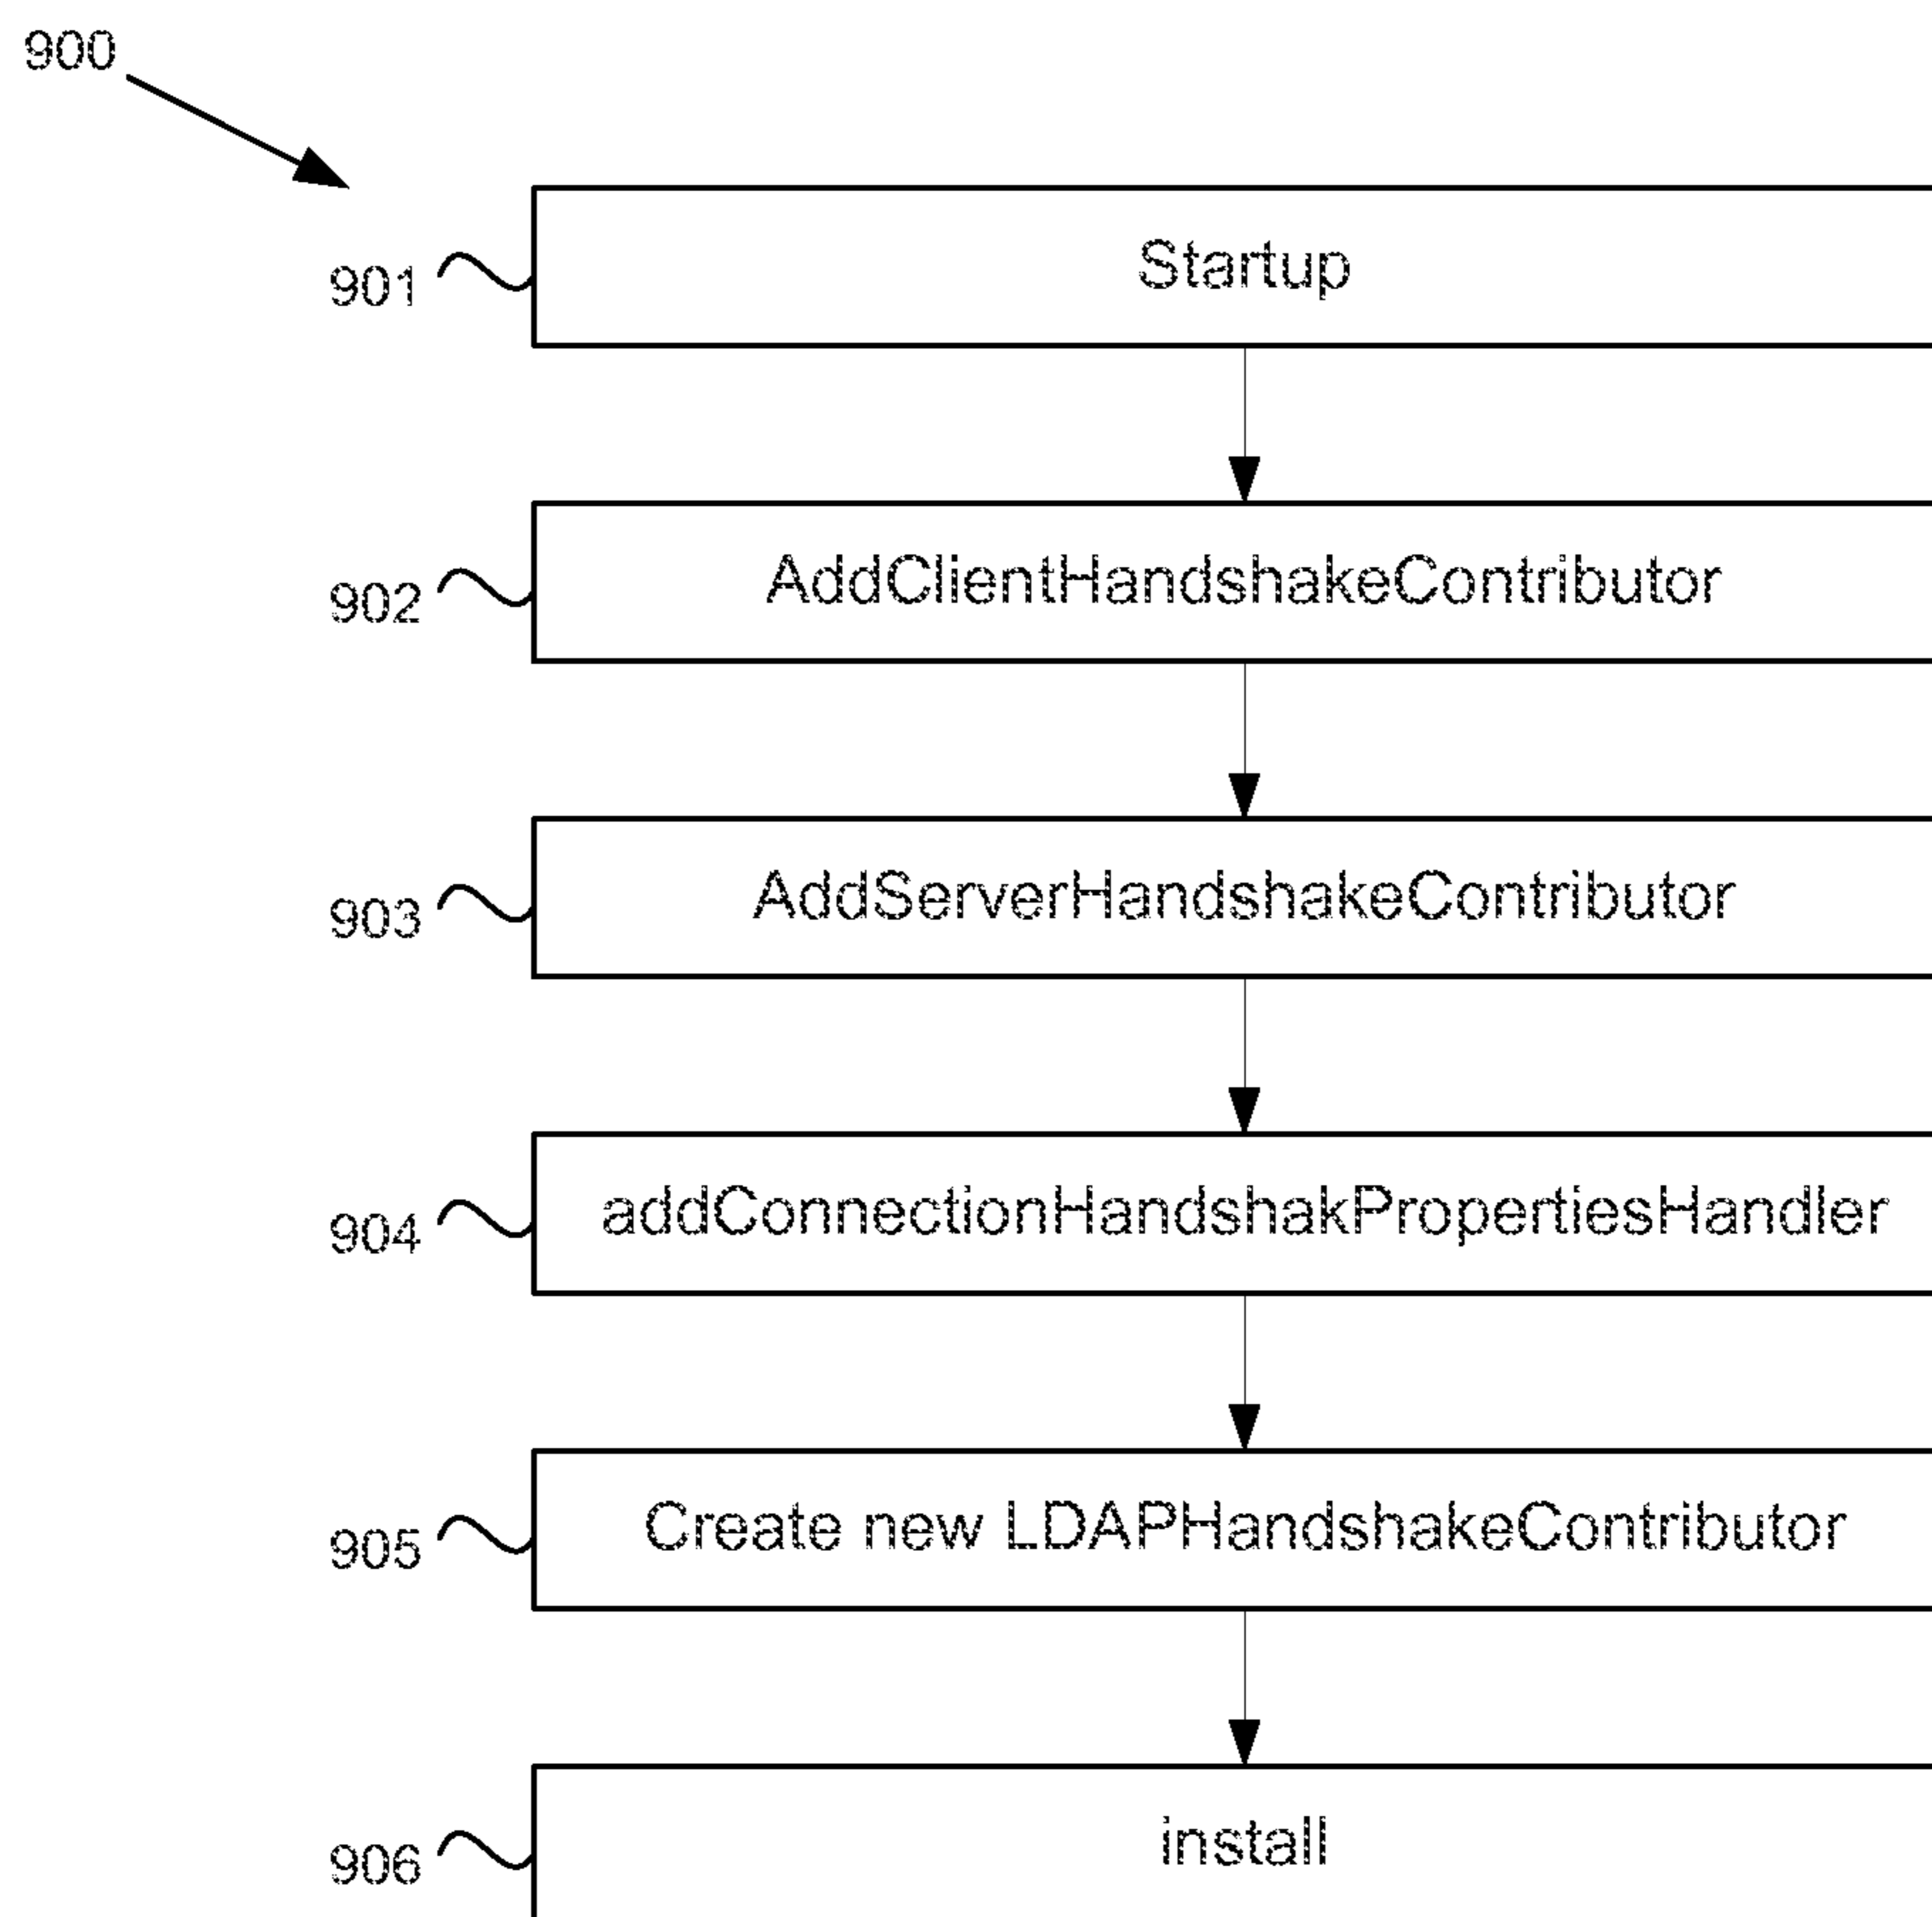 900
901
Startup
902
AddClientHandshakeContributor
903
AddServerHandshakeContributor
904
addConnectionHandshakPropertiesHandler
905
Create new LDAPHandshakeContributor
906
install